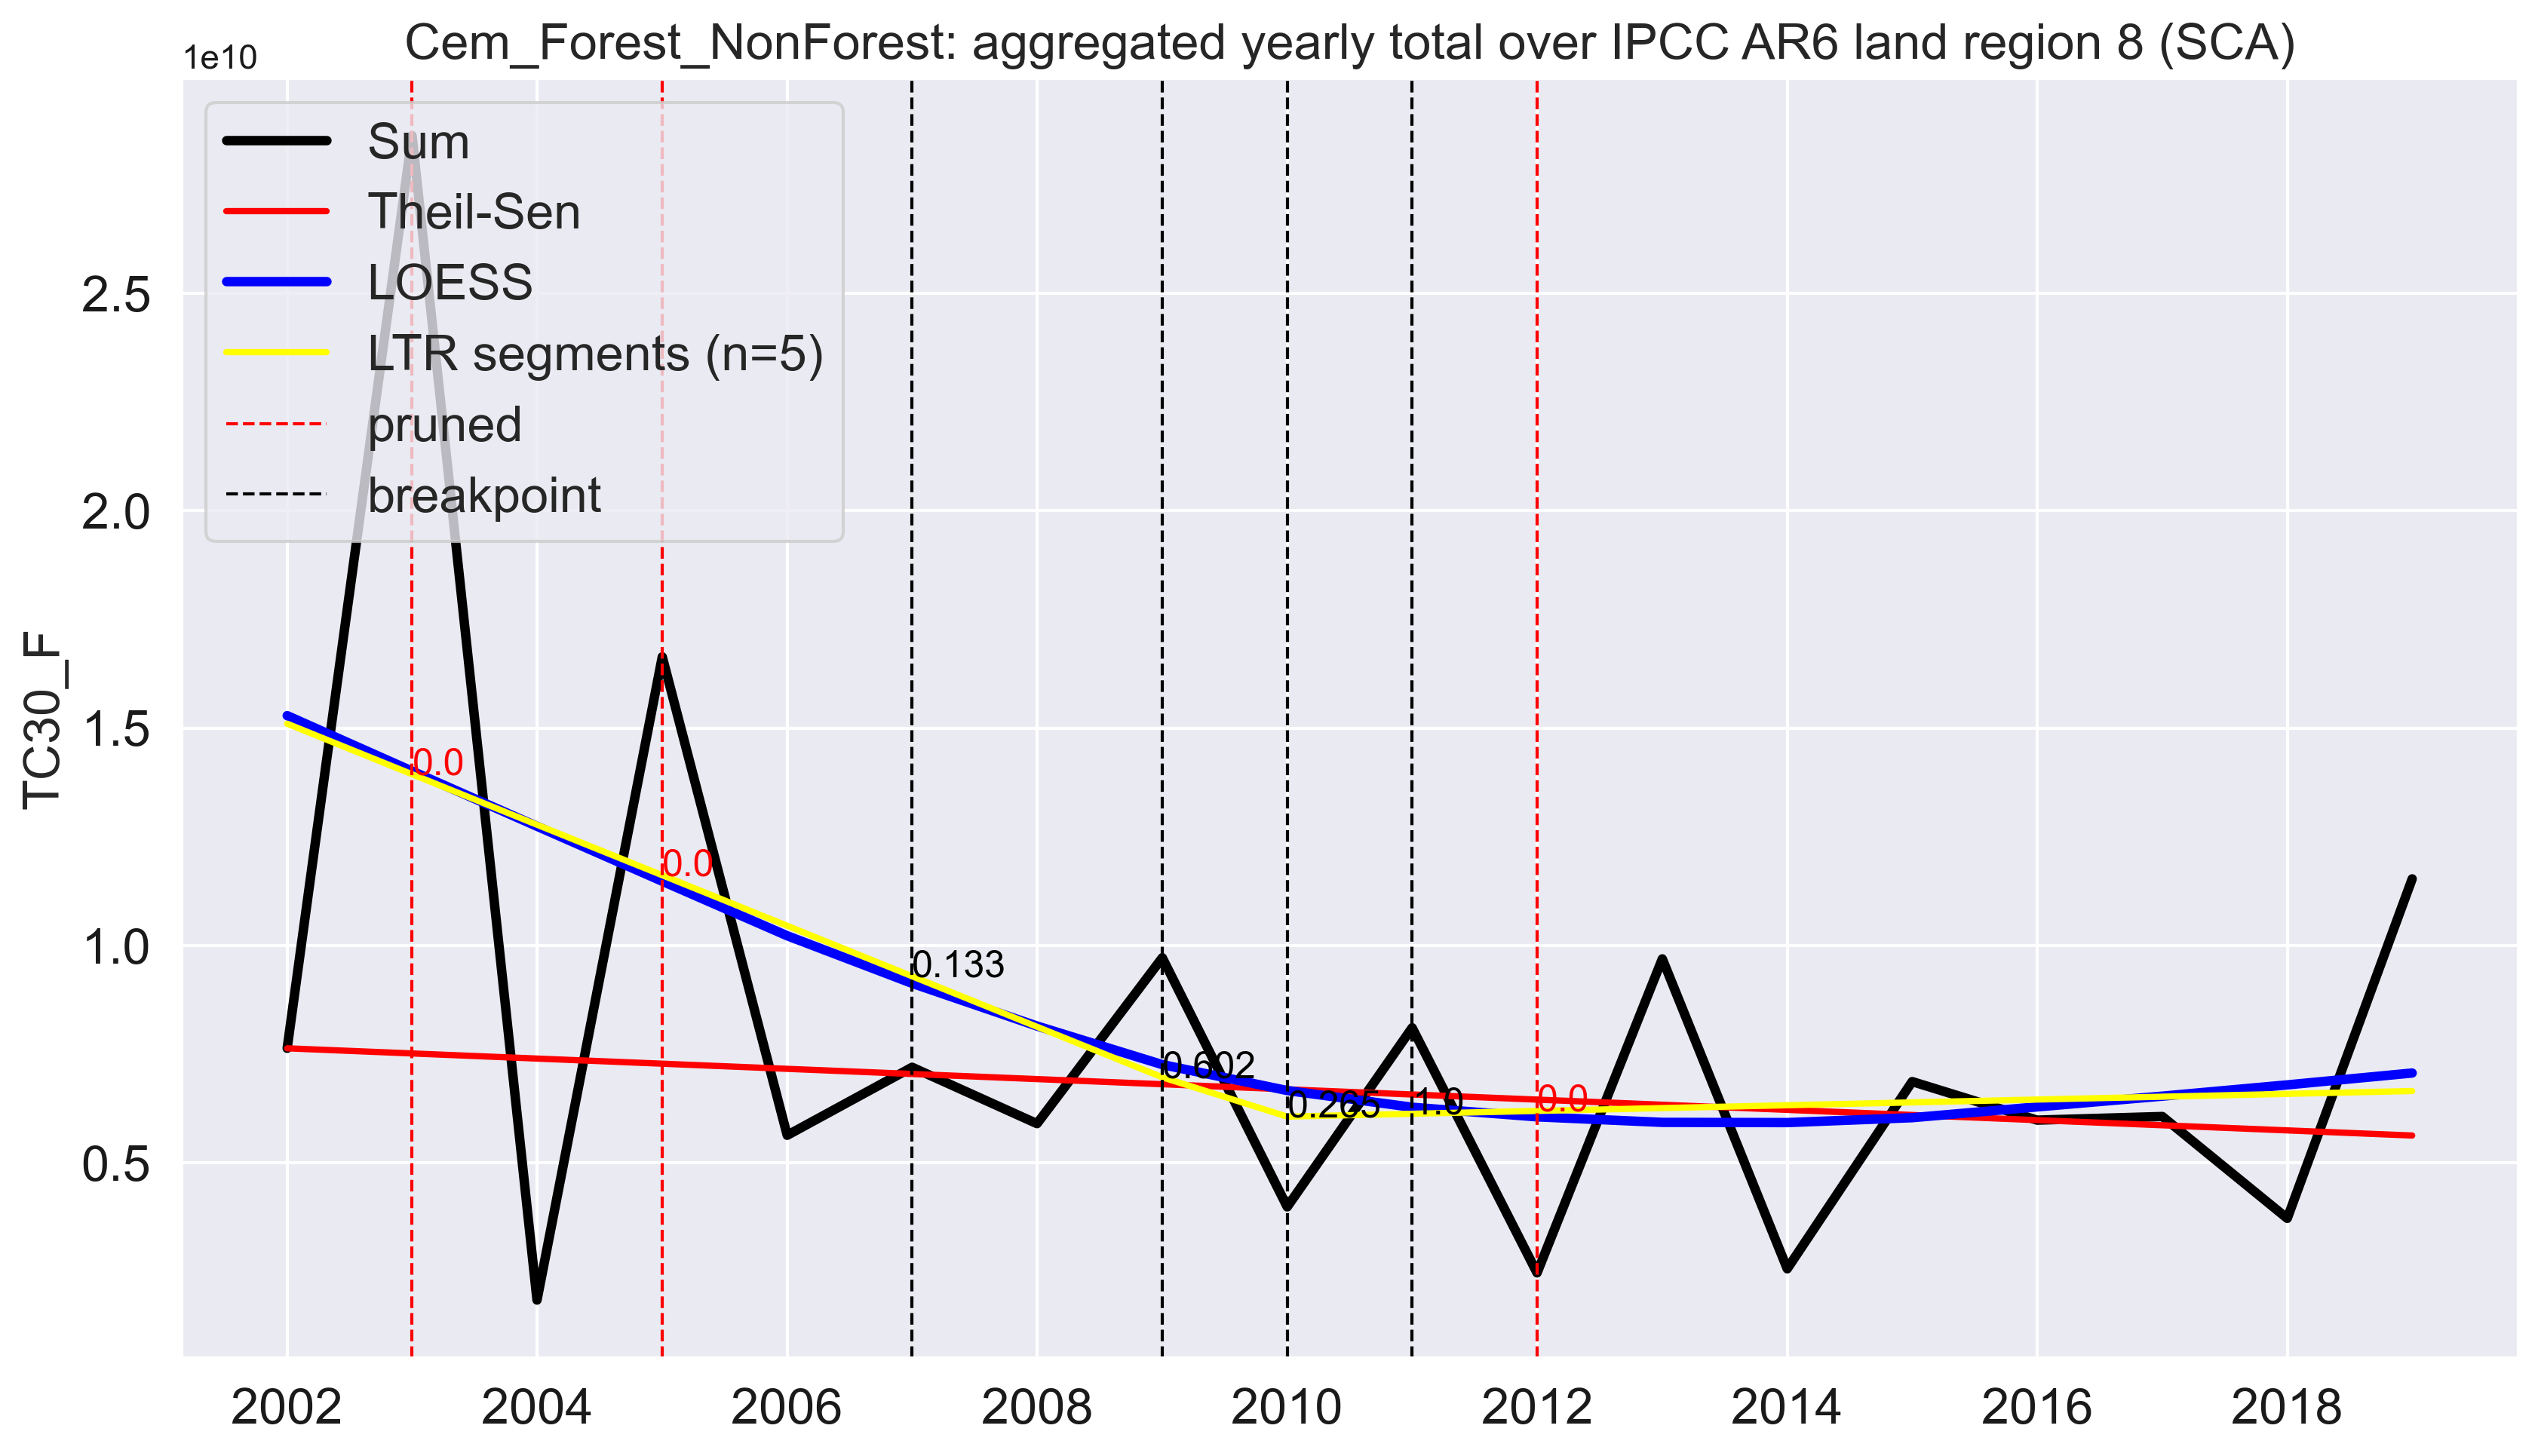 Cem_Forest_NonForest: aggregated yearly total over IPCC AR6 land region 8 (SCA)
1e10
Sum
Theil-Sen
LOESS
LTR segments (n=5)
pruned
breakpoint
2.5
2.0
1.5
1.0
0.5
TC30_F
0.0
0.0
0.133
0.602
0.265
1.0
0.0
2002
2004
2006
2008
2010
2012
2014
2016
2018